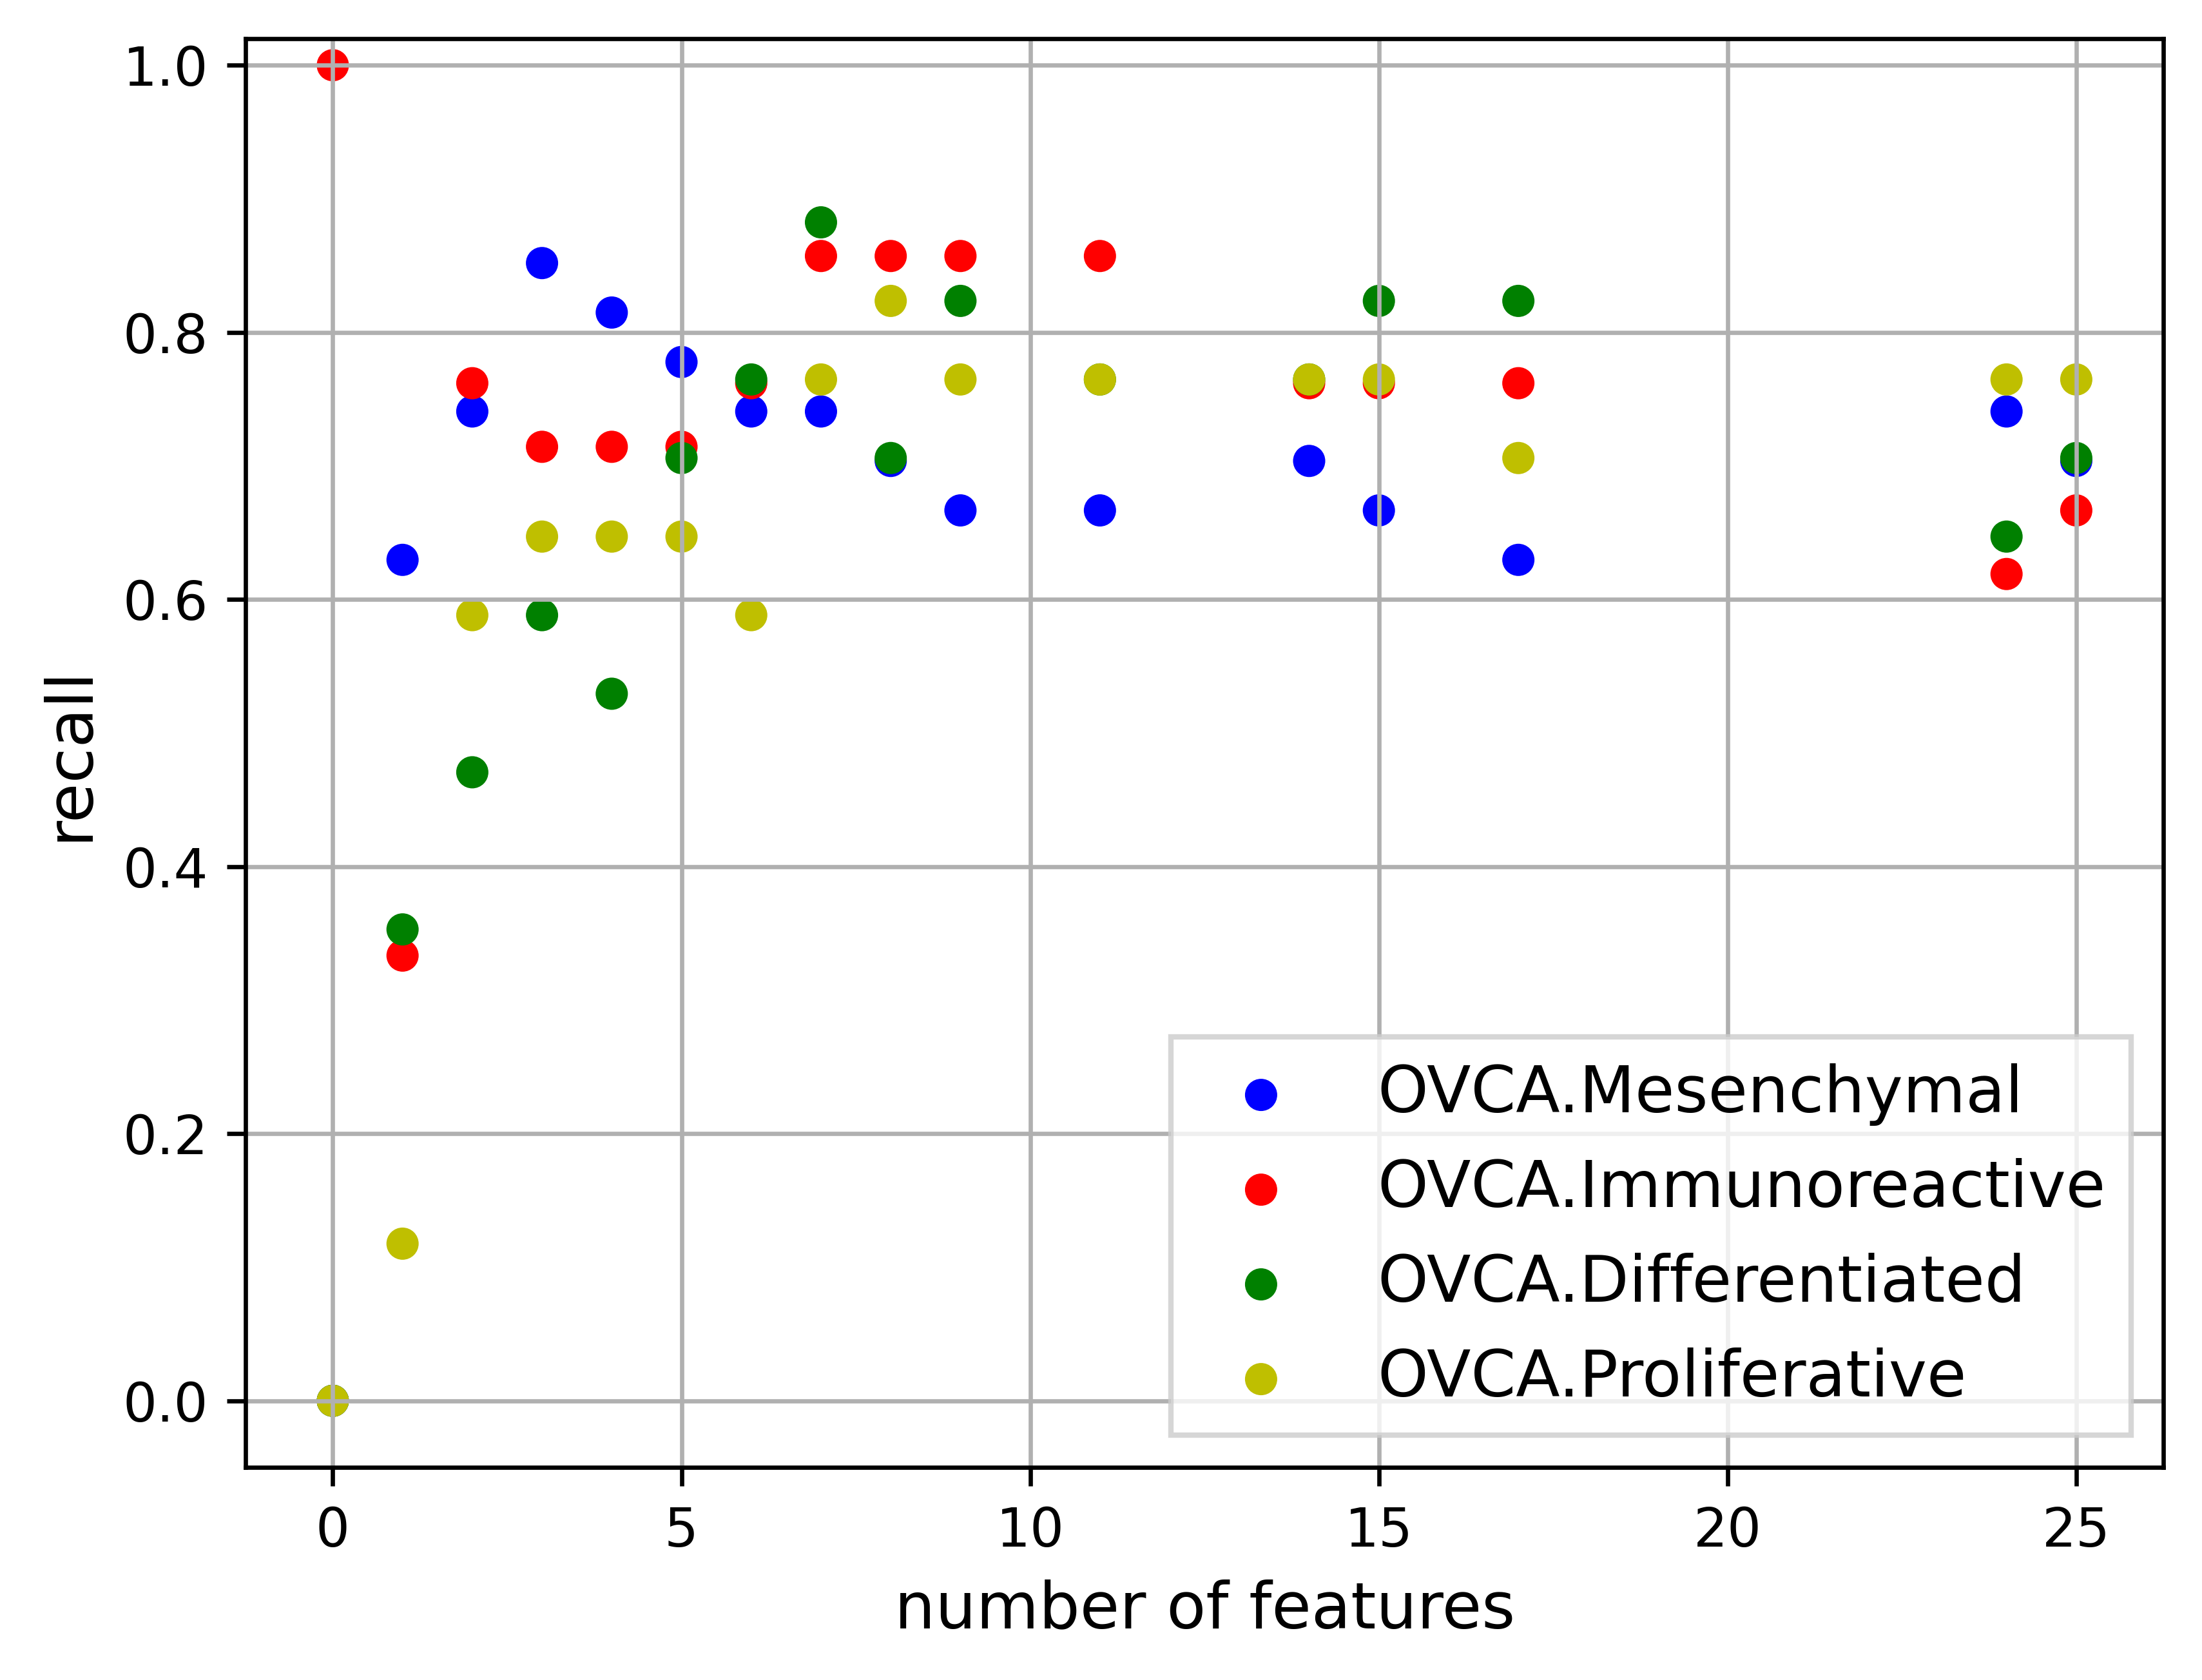 1.0
0.8
0.6
0.4
0.2
0.0
recall
OVCA.Mesenchymal
OVCA.Immunoreactive
OVCA.Differentiated
OVCA.Proliferative
0 5 10 15 20 25
number of features